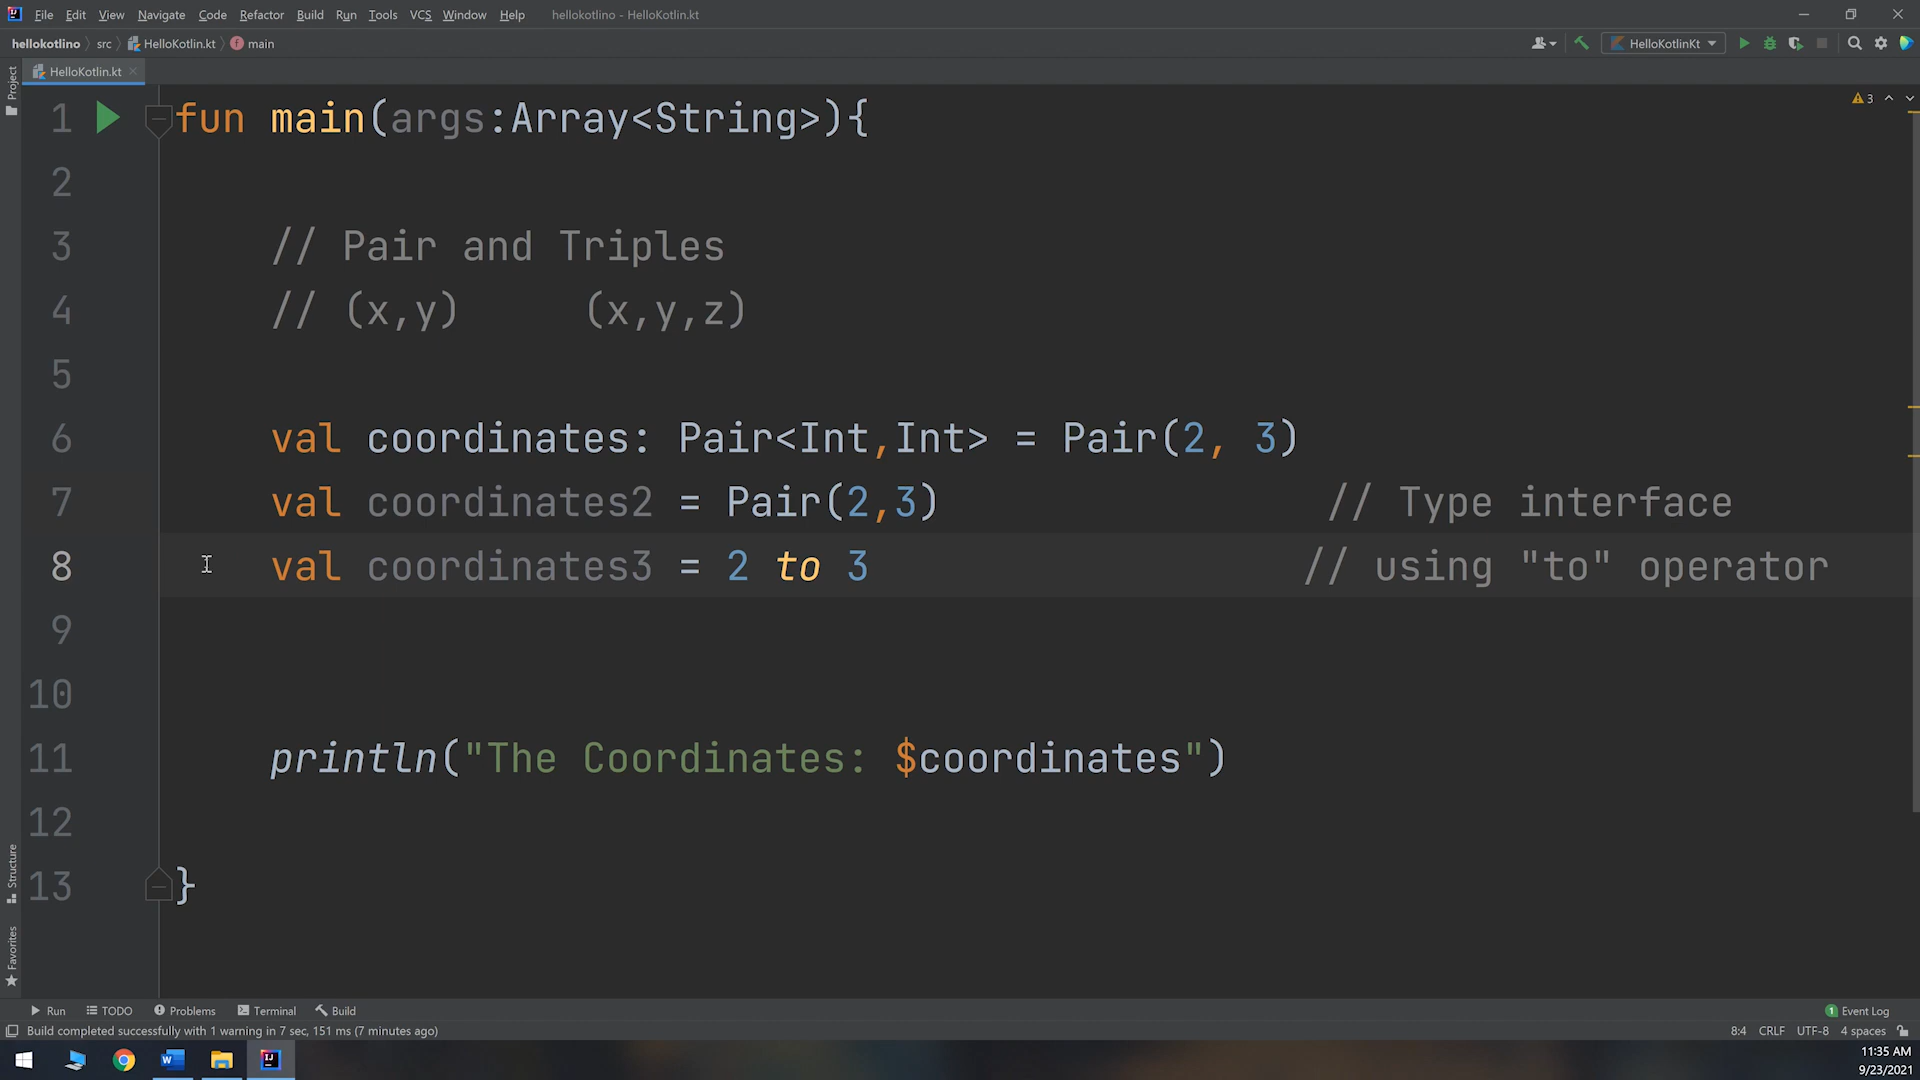 File Edit View Navigate Code Refactor Build Run Tools VCS Window Help hellokotlino - HelloKotlin.kt
hellokotlino src HelloKotlin.kt main HelloKotlinKt
Project
HelloKotlin.kt
3
1 fun main(args:Array<String>){
2
3 // Pair and Triples
4 // (x,y) (x,y,z)
5
6 val coordinates: Pair<Int,Int> = Pair(2, 3)
7 val coordinates2 = Pair(2,3) // Type interface
8 val coordinates3 = 2 to 3 // using "to" operator
9
10
11 println("The Coordinates: $coordinates")
12
13 }
Structure
Favorites
Run TODO Problems Terminal Build 1 Event Log
Build completed successfully with 1 warning in 7 sec, 151 ms (7 minutes ago) 8:4 CRLF UTF-8 4 spaces
11:35 AM
9/23/2021